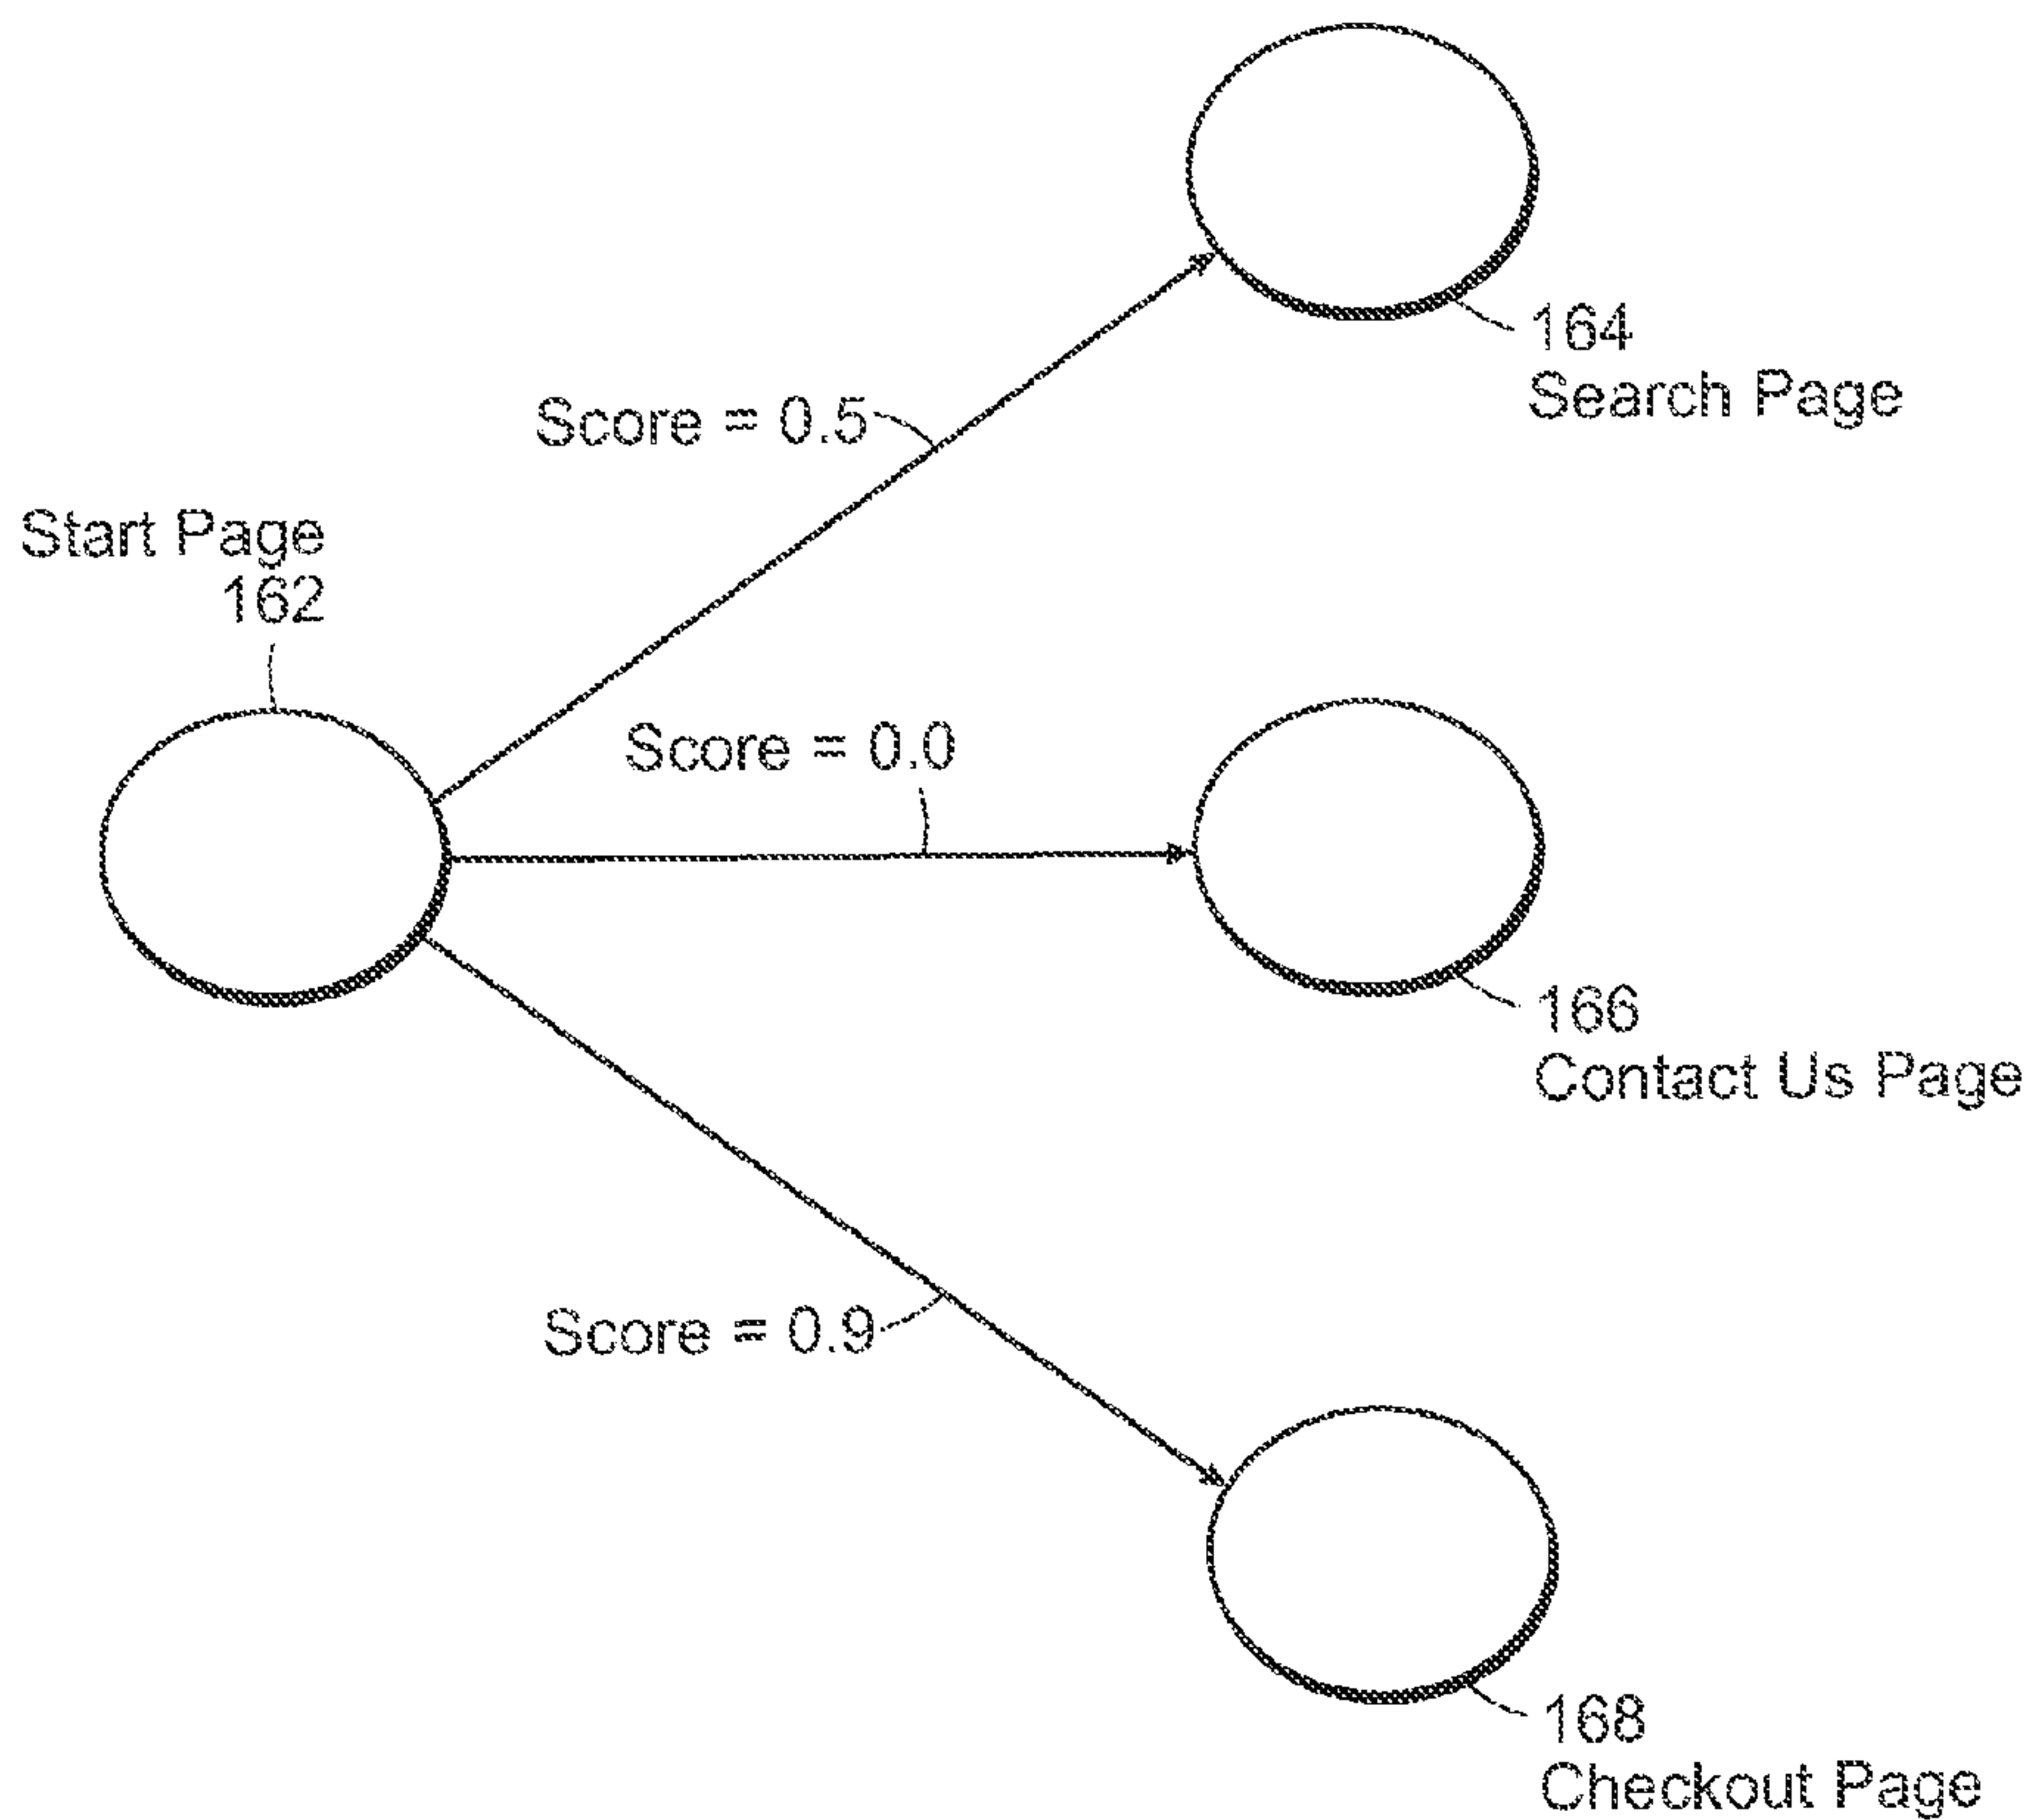 164
Search Page
Score = 0.5
Start Page
162
Score = 0.0
166
Contact Us Page
Score = 0.9
168
Checkout Page